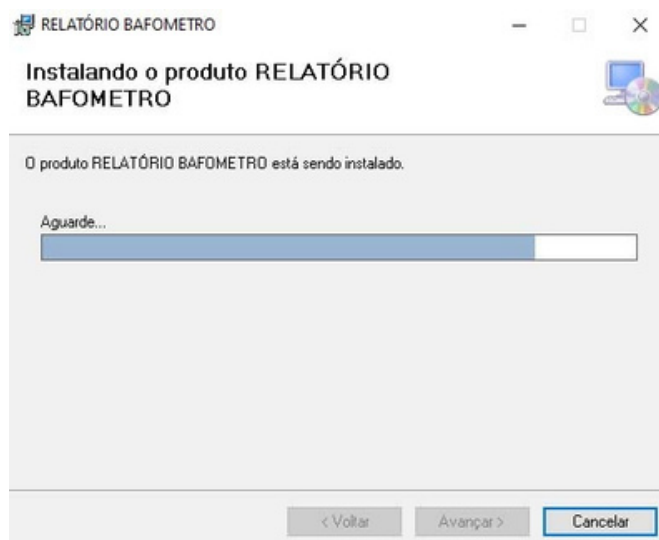 RELATÓRIO BAFOMETRO
Instalando o produto RELATÓRIO
BAFOMETRO
O produto RELATÓRIO BAFOMETRO está sendo instalado.
Aguarde...
< Voltar
Avançar >
Cancelar